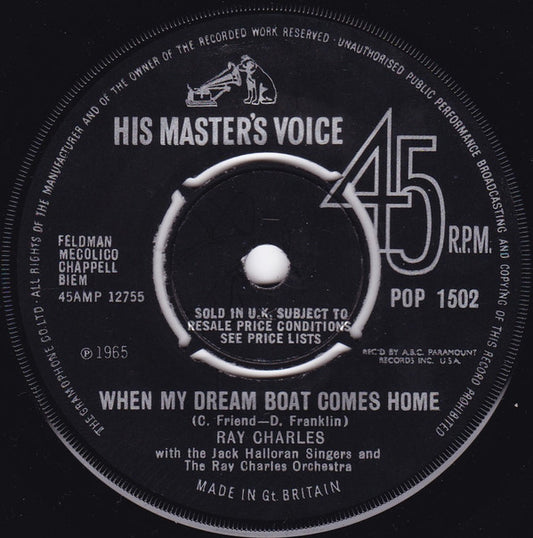 THE GRAMOPHONE CO. LTD.-ALL RIGHTS OF THE MANUFACTURER AND OF THE OWNER OF THE RECORDED WORK RESERVED - UNAUTHORISED PUBLIC PERFORMANCE BROADCASTING AND COPYING OF THIS RECORD PROHIBITED
HIS MASTER'S VOICE
45
R.P.M.
FELDMAN
MECOLICO
CHAPPELL
BIEM
45AMP 12755
POP 1502
SOLD IN U.K. SUBJECT TO
RESALE PRICE CONDITIONS
SEE PRICE LISTS
℗ 1965
REC'D BY A.B.C. PARAMOUNT
RECORDS INC. U.S.A.
WHEN MY DREAM BOAT COMES HOME
(C. Friend—D. Franklin)
RAY CHARLES
with the Jack Halloran Singers and
The Ray Charles Orchestra
MADE IN Gt. BRITAIN